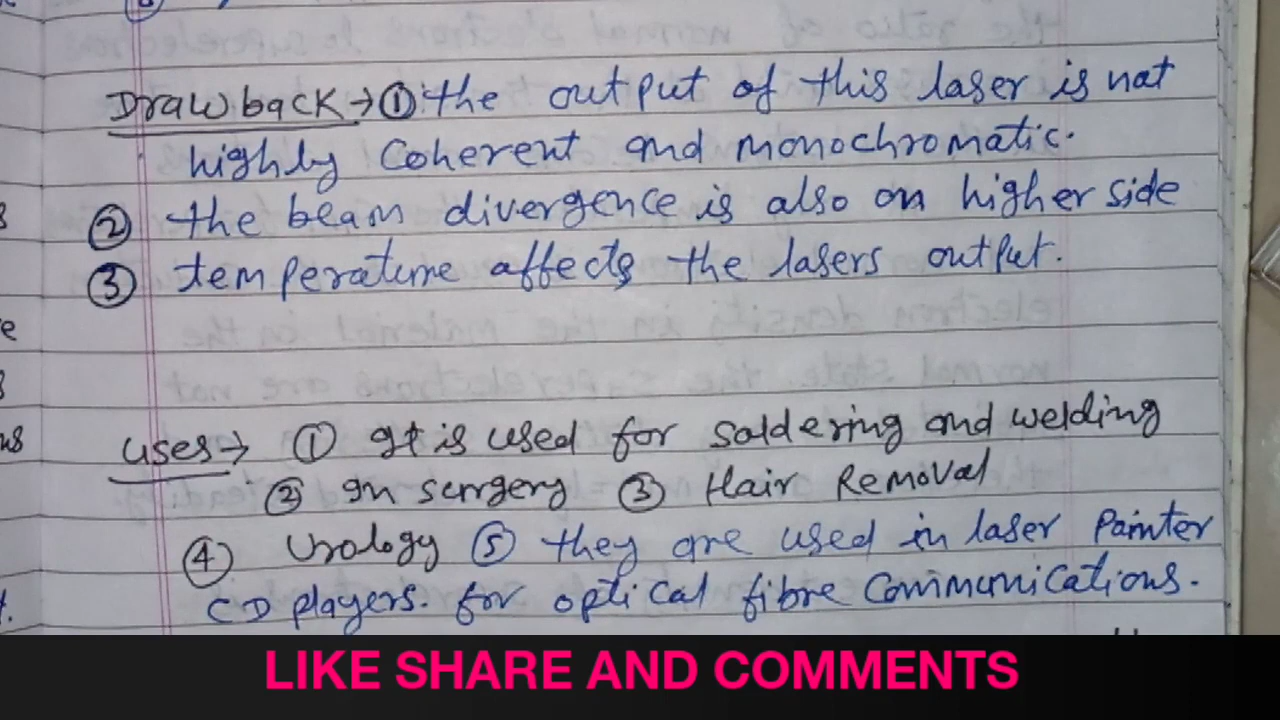 Drawback → ① the output of this laser is not
highly coherent and monochromatic.
② the beam divergence is also on higher side
③ temperature affects the lasers output.
uses → ① It is used for soldering and welding
② In surgery ③ Hair Removal
④ Urology ⑤ they are used in laser Painter
CD players. for optical fibre Communications.
LIKE SHARE AND COMMENTS